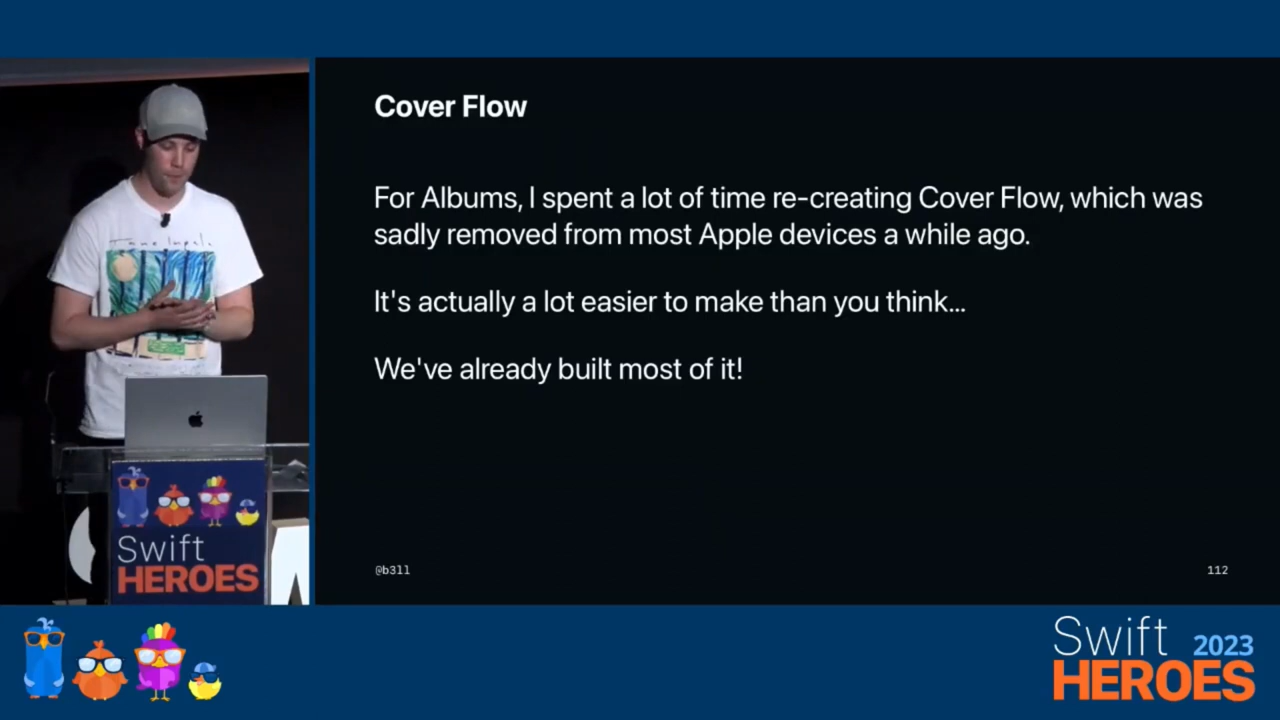 Cover Flow
For Albums, I spent a lot of time re-creating Cover Flow, which was
sadly removed from most Apple devices a while ago.
It's actually a lot easier to make than you think...
We've already built most of it!
@b3ll
112
Tame Impala
Swift
HEROES
Swift 2023
HEROES